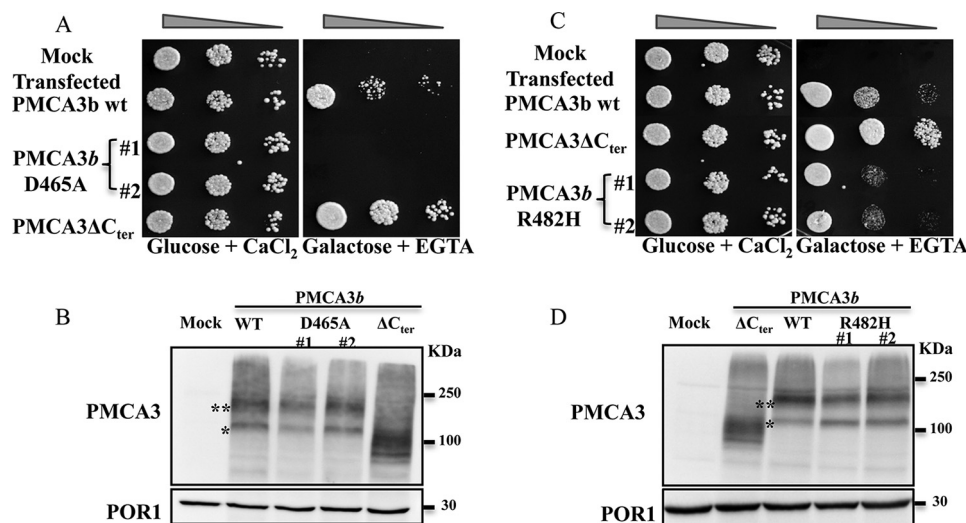 A
Mock
Transfected
PMCA3b wt
PMCA3b
D465A
#1
#2
PMCA3ΔCter
Glucose + CaCl2 Galactose + EGTA
C
Mock
Transfected
PMCA3b wt
PMCA3ΔCter
PMCA3b
R482H
#1
#2
Glucose + CaCl2 Galactose + EGTA
B
PMCA3b
Mock WT D465A ΔCter
#1 #2
KDa
PMCA3
**
*
250
100
POR1
30
D
PMCA3b
Mock ΔCter WT R482H
#1 #2
KDa
PMCA3
**
*
250
100
POR1
30